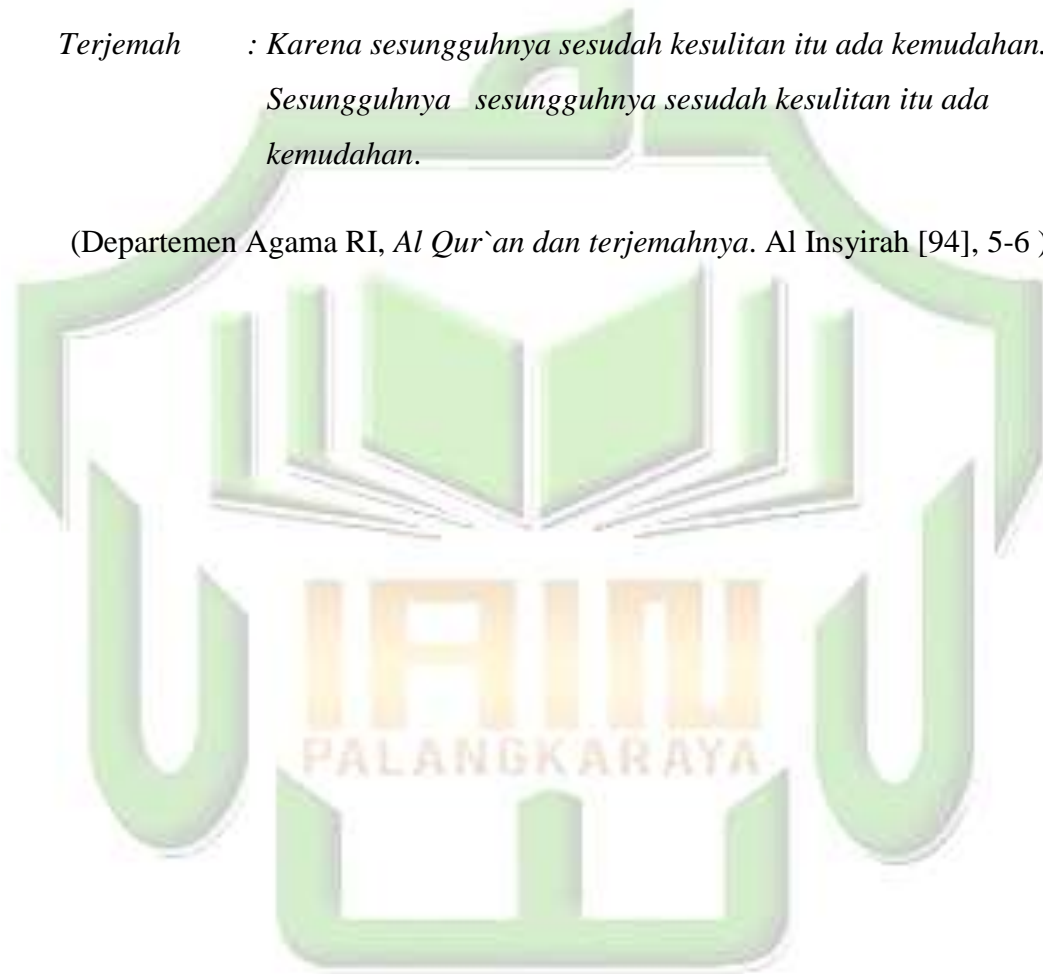 Terjemah : Karena sesungguhnya sesudah kesulitan itu ada kemudahan.
Sesungguhnya sesungguhnya sesudah kesulitan itu ada
kemudahan.
(Departemen Agama RI, Al Qur`an dan terjemahnya. Al Insyirah [94], 5-6 )
IAIN
PALANGKARAYA